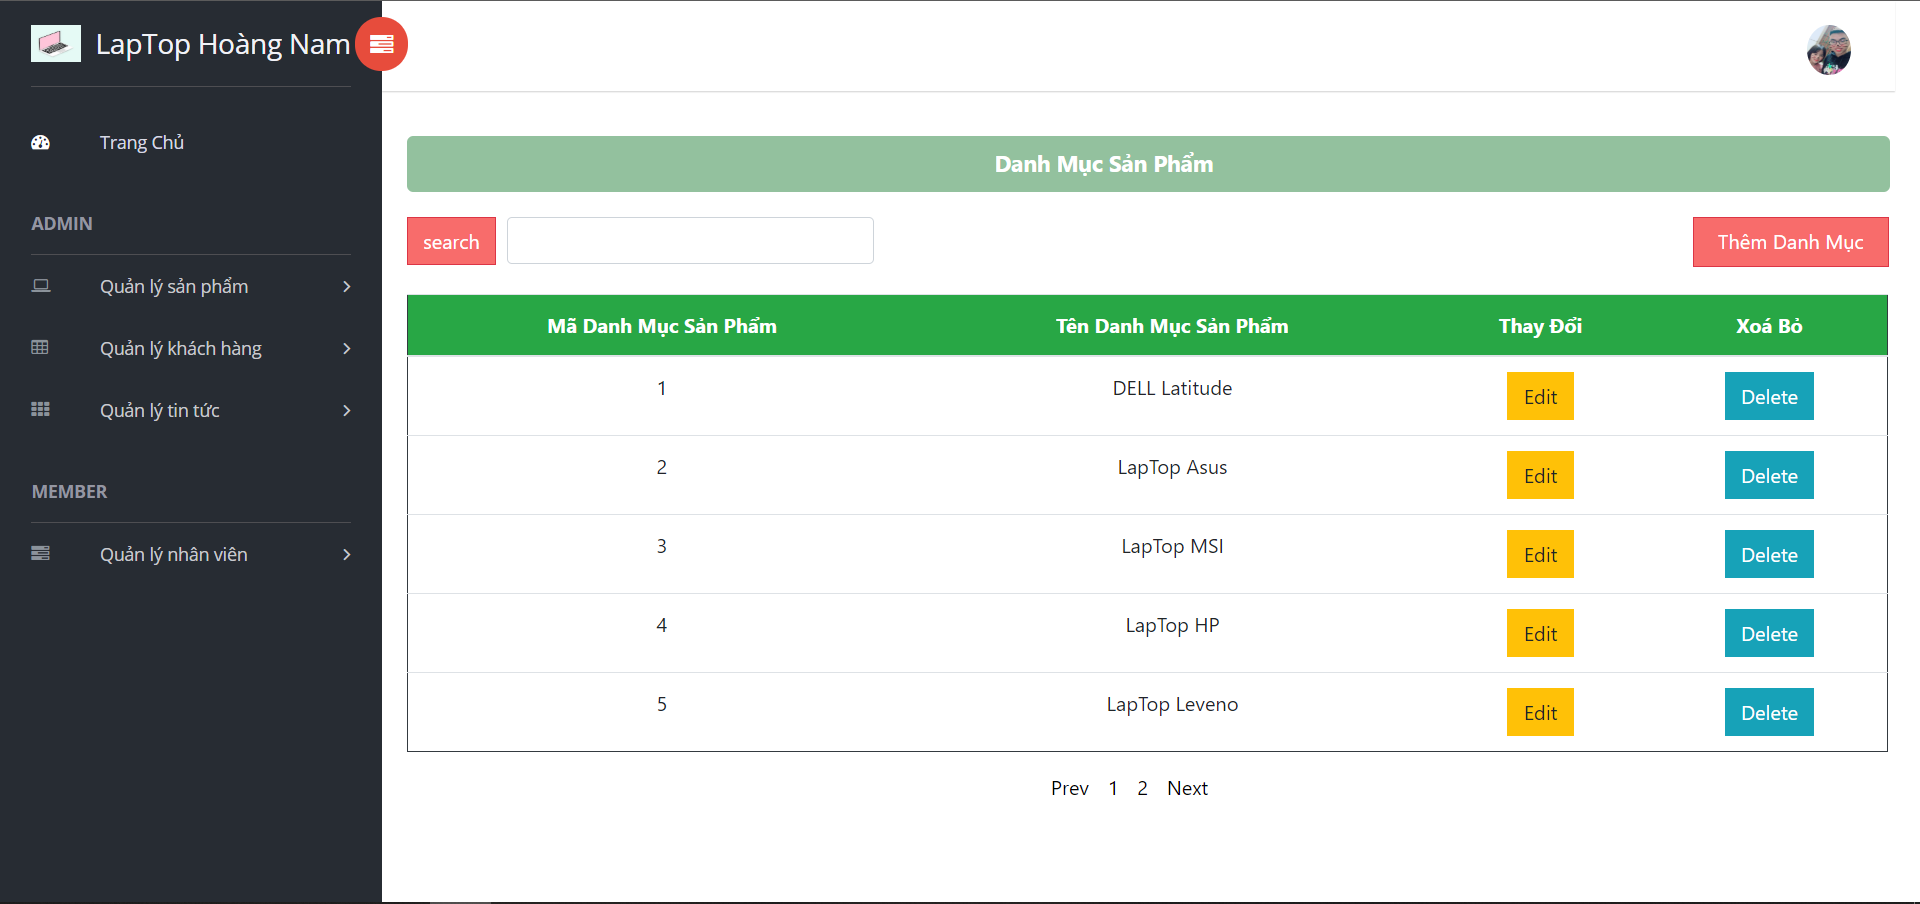 LapTop Hoàng Nam
Trang Chủ
ADMIN
Quản lý sản phẩm
Quản lý khách hàng
Quản lý tin tức
MEMBER
Quản lý nhân viên
Danh Mục Sản Phẩm
search
Thêm Danh Mục
Mã Danh Mục Sản Phẩm Tên Danh Mục Sản Phẩm Thay Đổi Xoá Bỏ
1 DELL Latitude Edit Delete
2 LapTop Asus Edit Delete
3 LapTop MSI Edit Delete
4 LapTop HP Edit Delete
5 LapTop Leveno Edit Delete
Prev 1 2 Next